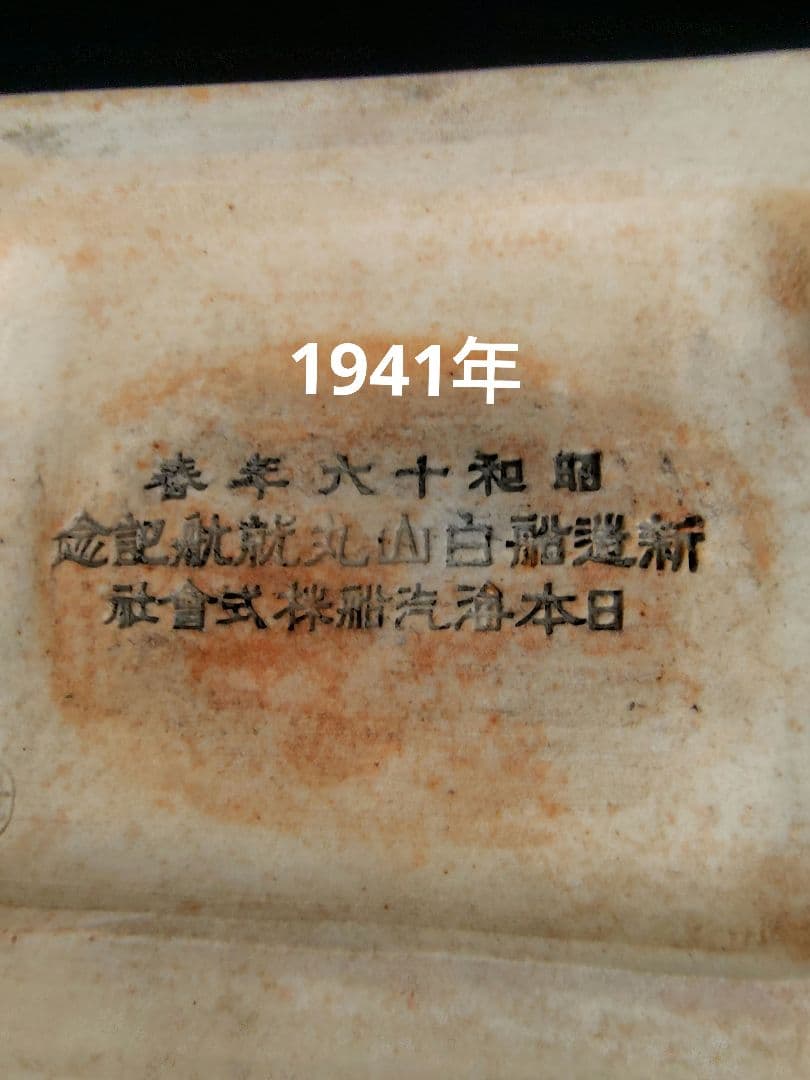 1941年
昭和十六年春
新造船白山丸就航記念
日本海汽船株式會社